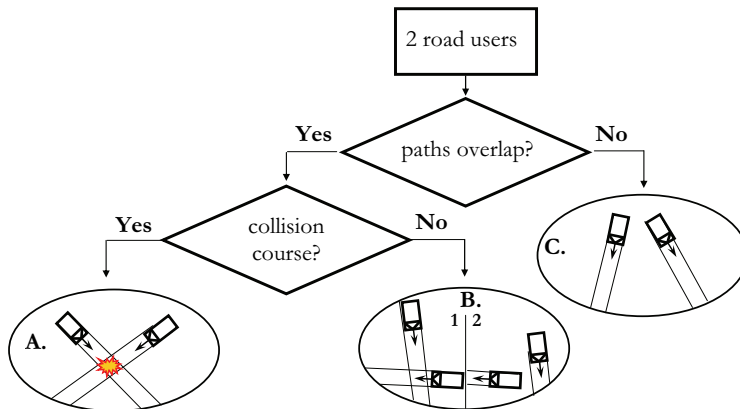 2 road users
Yes
No
paths overlap?
Yes
No
collision
course?
C.
A.
B.
1 2